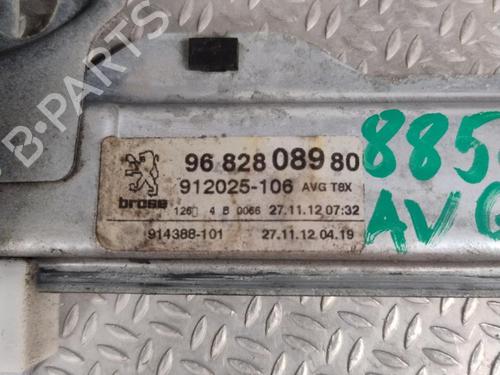 B-PARTS
96 828 089 80
912025-106 AVG T8X
brose
4 B 0066 27.11.12 07:32
914388-101 27.11.12 04.19
885
AVG